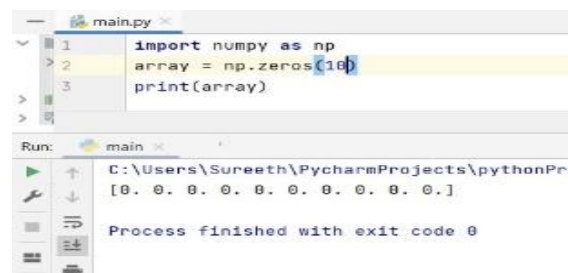 main.py
1 import numpy as np
2 array = np.zeros(10)
3 print(array)
Run: main
C:\Users\Sureeth\PycharmProjects\pythonPr
[0. 0. 0. 0. 0. 0. 0. 0. 0. 0.]
Process finished with exit code 0